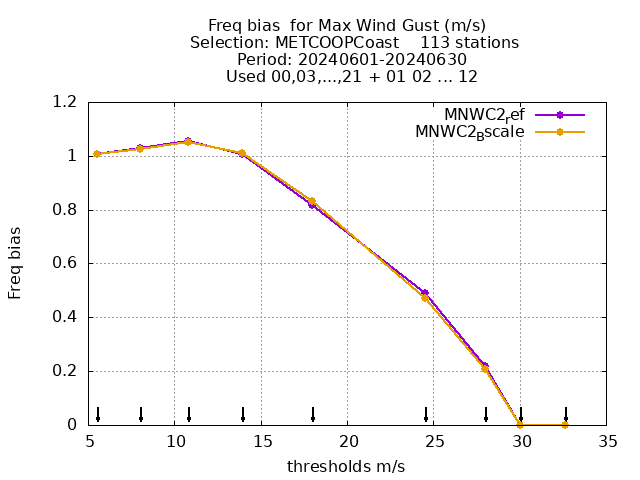 Freq bias  for Max Wind Gust (m/s)
Selection: METCOOPCoast    113 stations
Period: 20240601-20240630
Used 00,03,...,21 + 01 02 ... 12
MNWC2ref
MNWC2Bscale
1.2
1
0.8
0.6
0.4
0.2
0
Freq bias
5 10 15 20 25 30 35
thresholds m/s